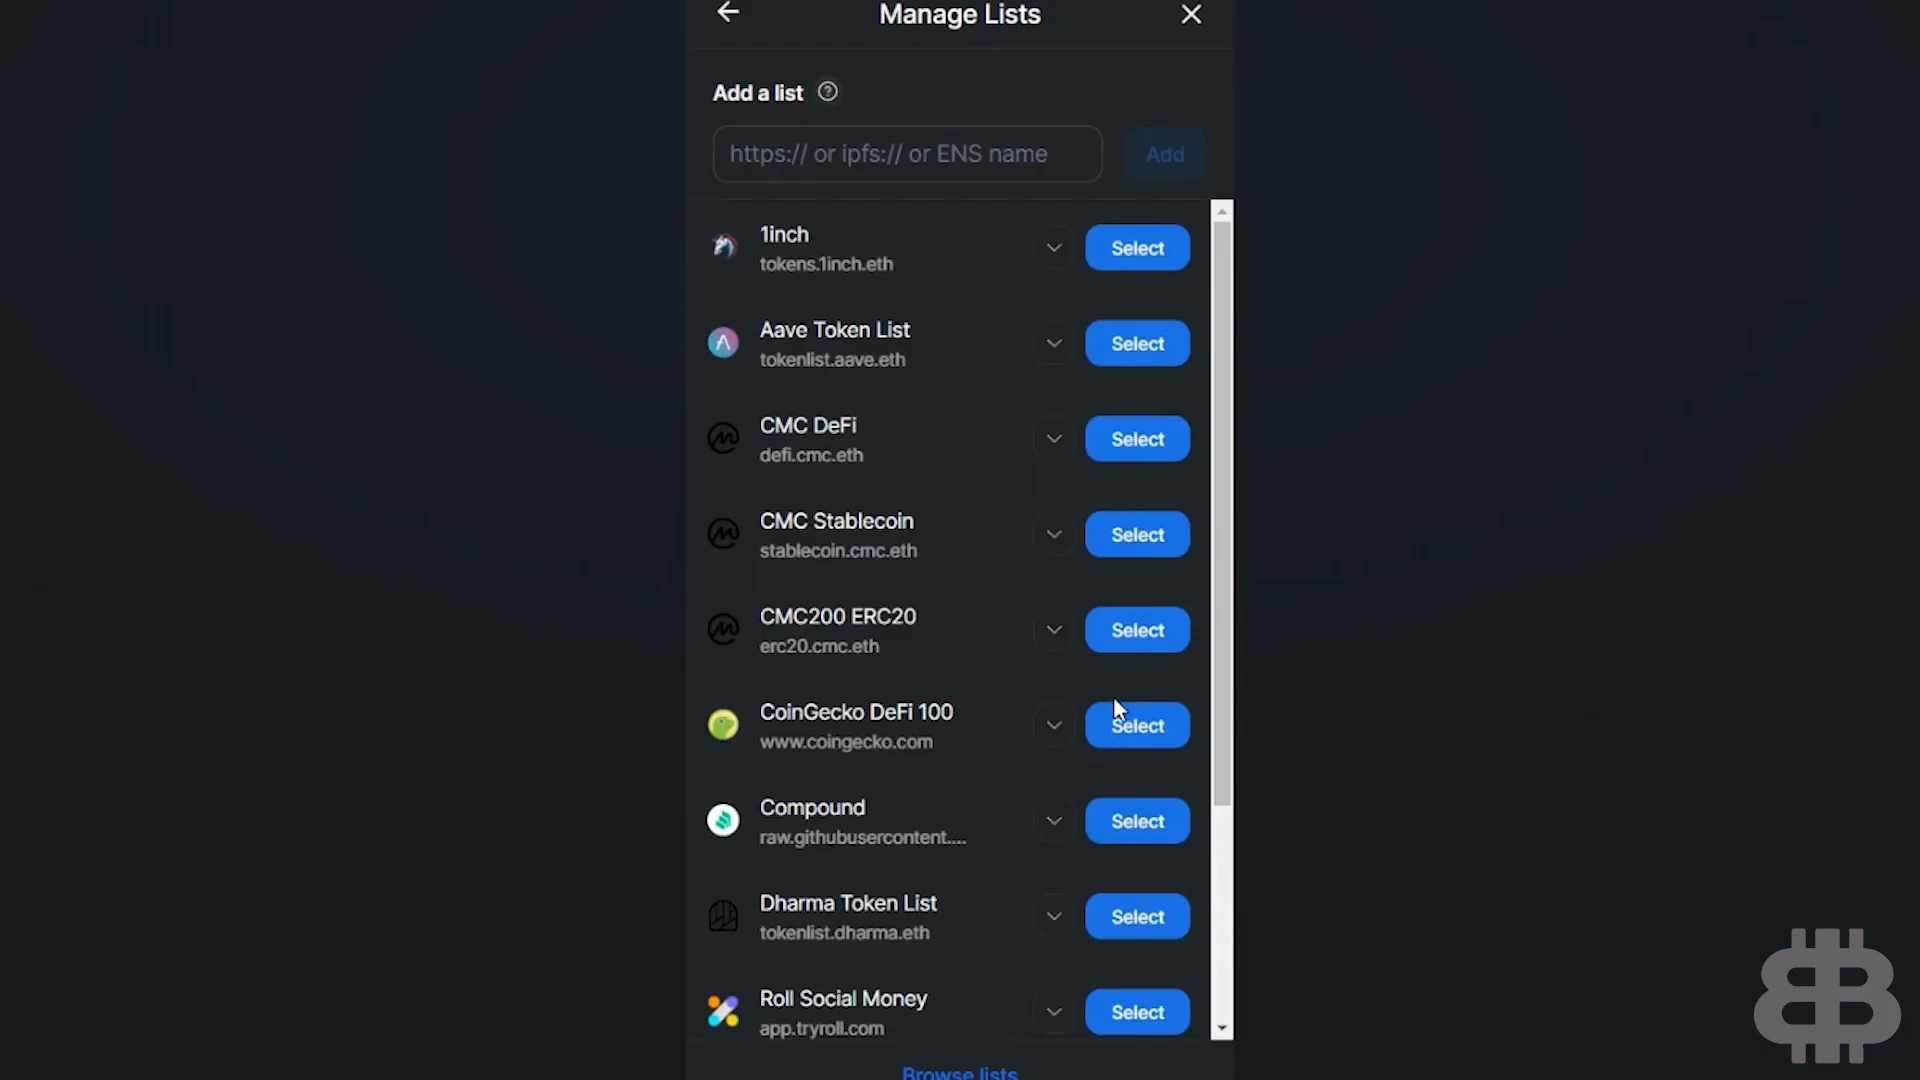 Manage Lists
Add a list
https:// or ipfs:// or ENS name
Add
1inch
tokens.1inch.eth
Select
Aave Token List
tokenlist.aave.eth
Select
CMC DeFi
defi.cmc.eth
Select
CMC Stablecoin
stablecoin.cmc.eth
Select
CMC200 ERC20
erc20.cmc.eth
Select
CoinGecko DeFi 100
www.coingecko.com
Select
Compound
raw.githubusercontent....
Select
Dharma Token List
tokenlist.dharma.eth
Select
Roll Social Money
app.tryroll.com
Select
Browse lists